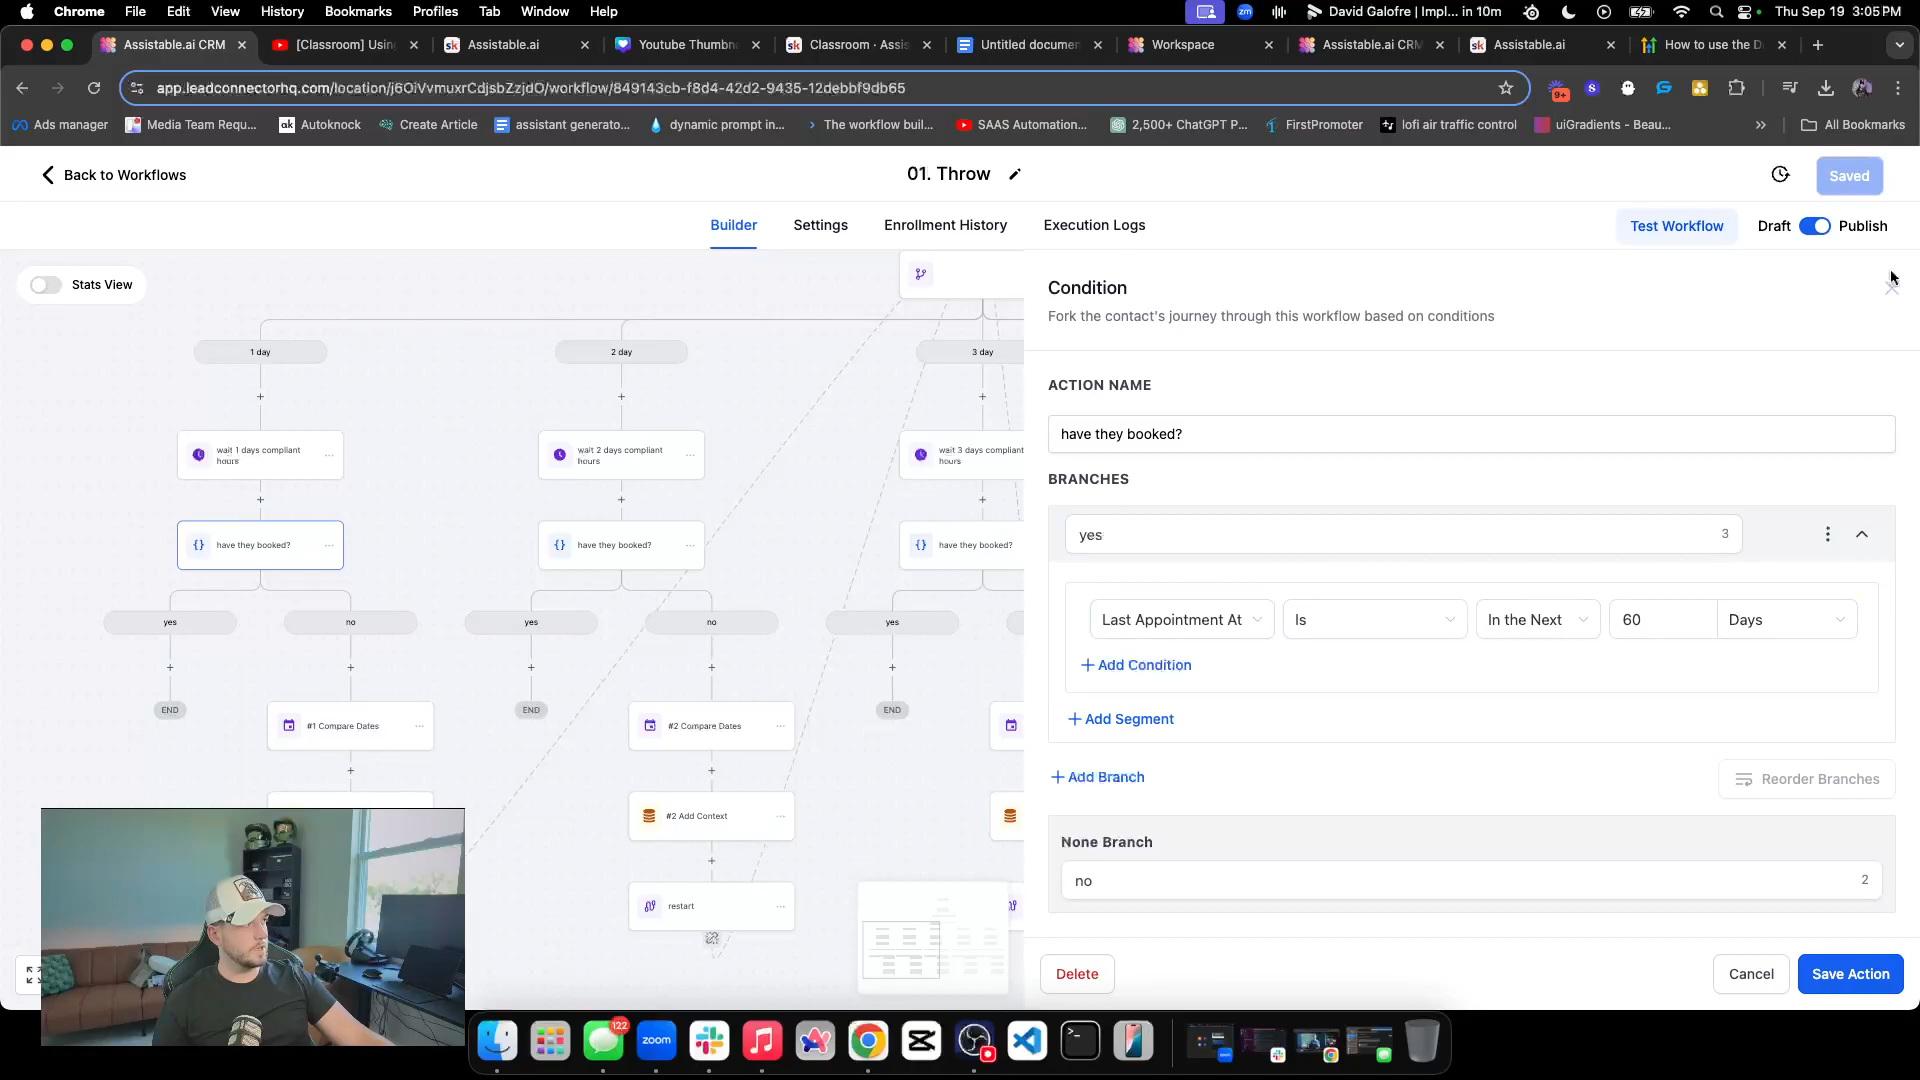 Chrome File Edit View History Bookmarks Profiles Tab Window Help
zm David Galofre | Impl... in 10m Thu Sep 19 3:05 PM
Assistable.ai CRM
[Classroom] Usin
Assistable.ai
Youtube Thumbn
Classroom · Assis
Untitled documen
Workspace
Assistable.ai CRM
Assistable.ai
How to use the D
app.leadconnectorhq.com/location/j6OiVvmuxrCdjsbZzjdO/workflow/849143cb-f8d4-42d2-9435-12debbf9db65
9+
Ads manager
Media Team Requ...
Autoknock
Create Article
assistant generato...
dynamic prompt in...
The workflow buil...
SAAS Automation...
2,500+ ChatGPT P...
FirstPromoter
lofi air traffic control
uiGradients - Beau...
All Bookmarks
Back to Workflows
01. Throw
Saved
Builder Settings Enrollment History Execution Logs
Test Workflow
Draft Publish
Stats View
1 day
2 day
3 day
wait 1 days compliant
hours
wait 2 days compliant
hours
wait 3 days compliant
hours
have they booked?
have they booked?
have they booked?
yes
no
yes
no
yes
END
END
END
#1 Compare Dates
#2 Compare Dates
#2 Add Context
restart
Condition
Fork the contact's journey through this workflow based on conditions
ACTION NAME
have they booked?
BRANCHES
yes 3
Last Appointment At Is In the Next 60 Days
+ Add Condition
+ Add Segment
+ Add Branch
Reorder Branches
None Branch
no 2
Delete
Cancel
Save Action
122
zoom